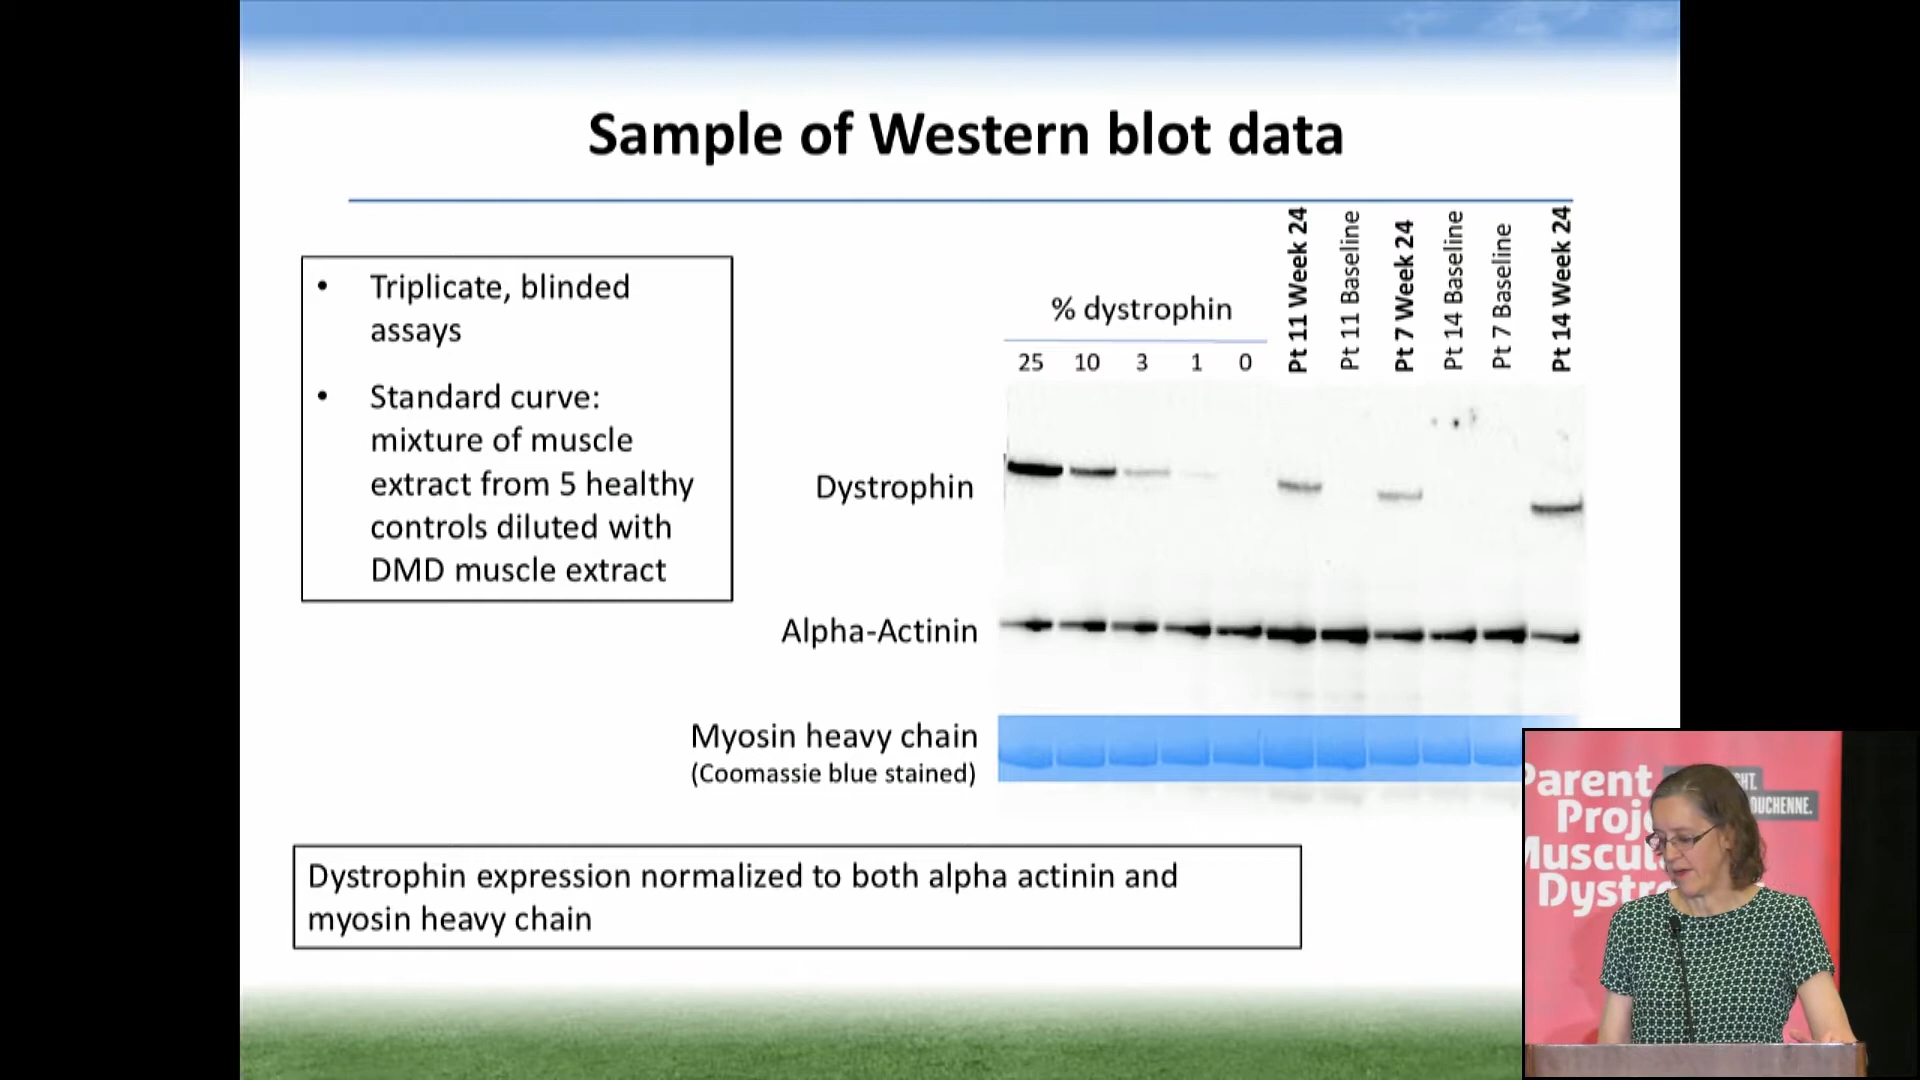 Sample of Western blot data
• Triplicate, blinded
assays
• Standard curve:
mixture of muscle
extract from 5 healthy
controls diluted with
DMD muscle extract
% dystrophin
25 10 3 1 0
Pt 11 Week 24
Pt 11 Baseline
Pt 7 Week 24
Pt 14 Baseline
Pt 7 Baseline
Pt 14 Week 24
Dystrophin
Alpha-Actinin
Myosin heavy chain
(Coomassie blue stained)
Dystrophin expression normalized to both alpha actinin and
myosin heavy chain
Parent
DUCHENNE.